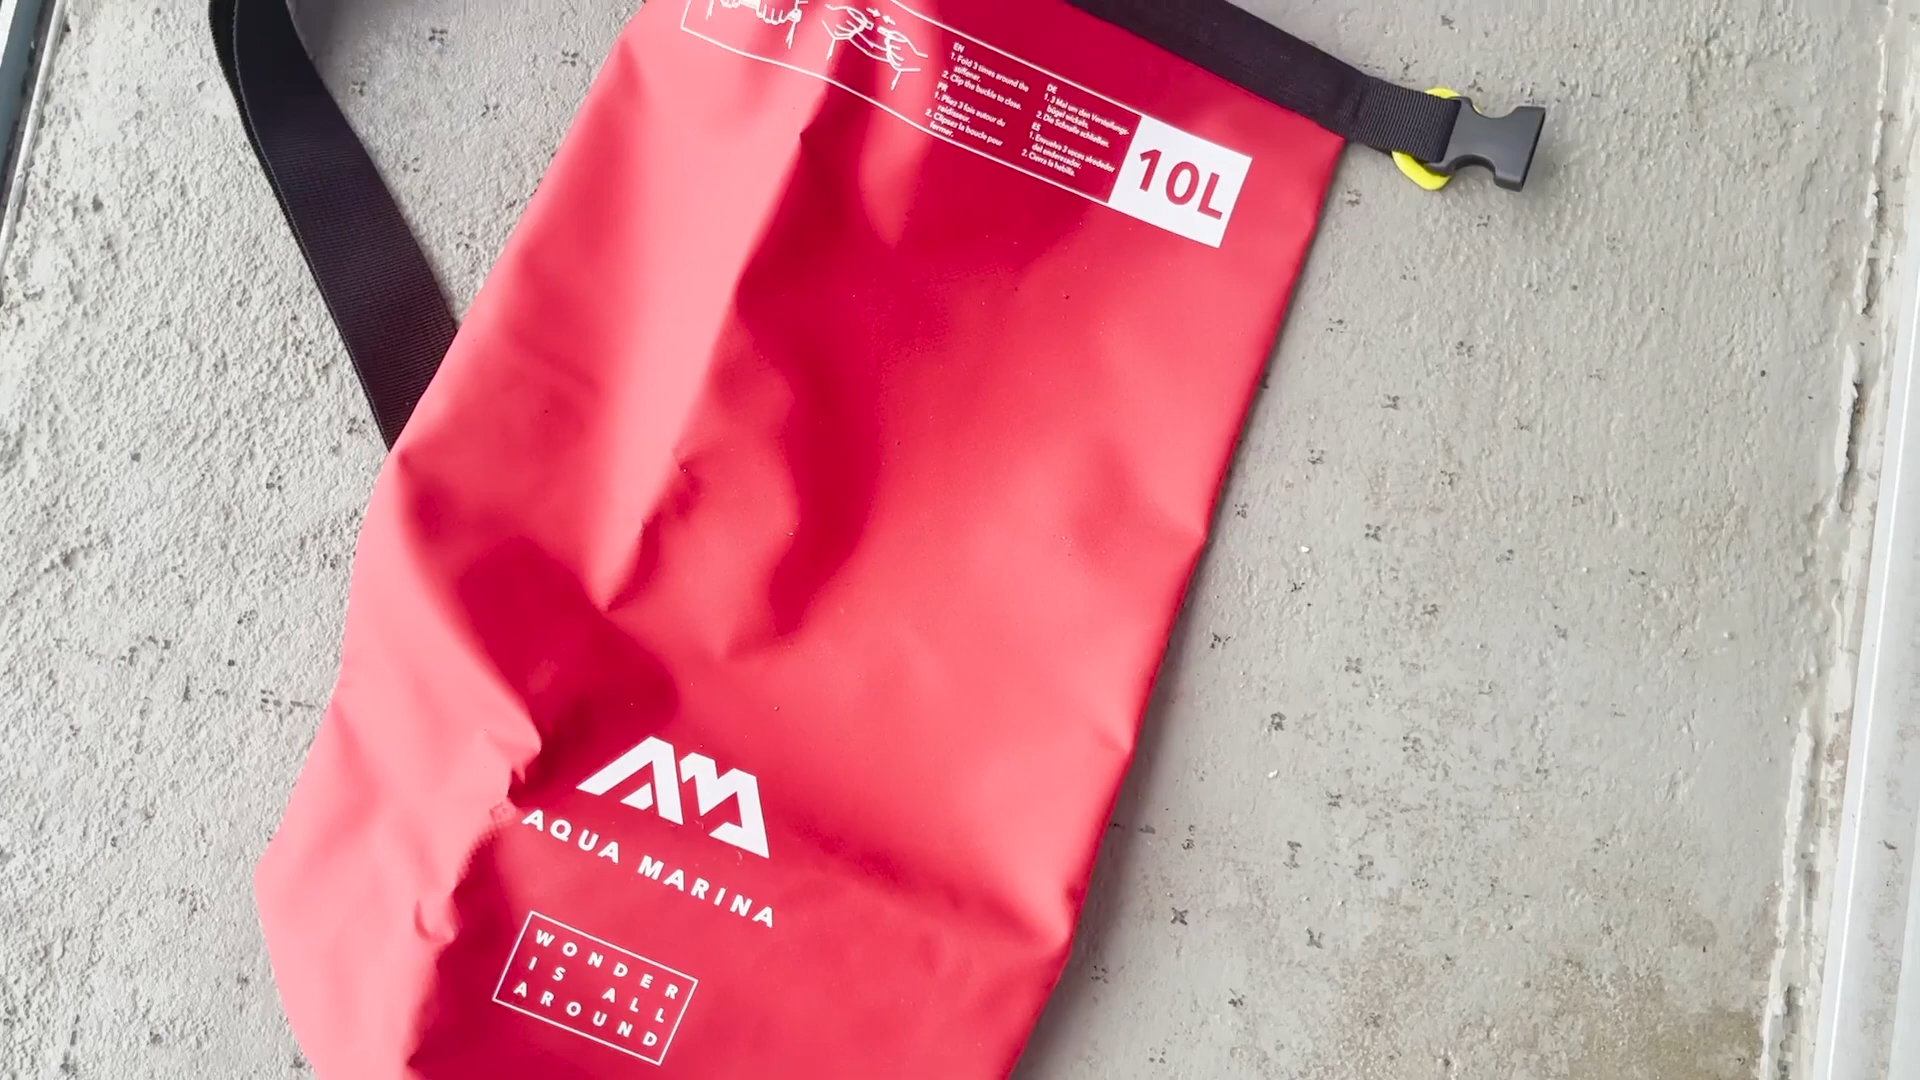 EN
1. Fold 3 times around the
stiffener.
2. Clip the buckle to close.
FR
1. Pliez 3 fois autour du
raidisseur.
2. Clipsez la boucle pour
fermer.
DE
1. 3 Mal um den Versteifungs-
bügel wickeln.
2. Die Schnalle schließen.
ES
1. Envuelva 3 veces alrededor
del enderezador.
2. Cierra la hebilla.
10L
AM
AQUA MARINA
WONDER
IS ALL
AROUND